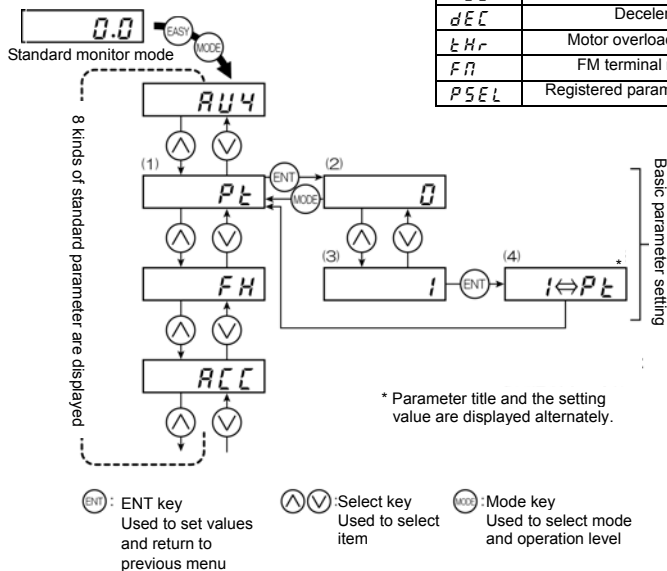 0.0
EASY
MODE
Standard monitor mode
dEC Deceler
tHr Motor overload
FM FM terminal
PSEL Registered param
8 kinds of standard parameter are displayed
AU4
(1)
Pt
ENT
MODE
(2)
0
(3)
1
ENT
(4)
*
1⇔Pt
FH
ACC
Basic parameter setting
* Parameter title and the setting
value are displayed alternately.
ENT : ENT key
Used to set values
and return to
previous menu
:Select key
Used to select
item
MODE :Mode key
Used to select mode
and operation level